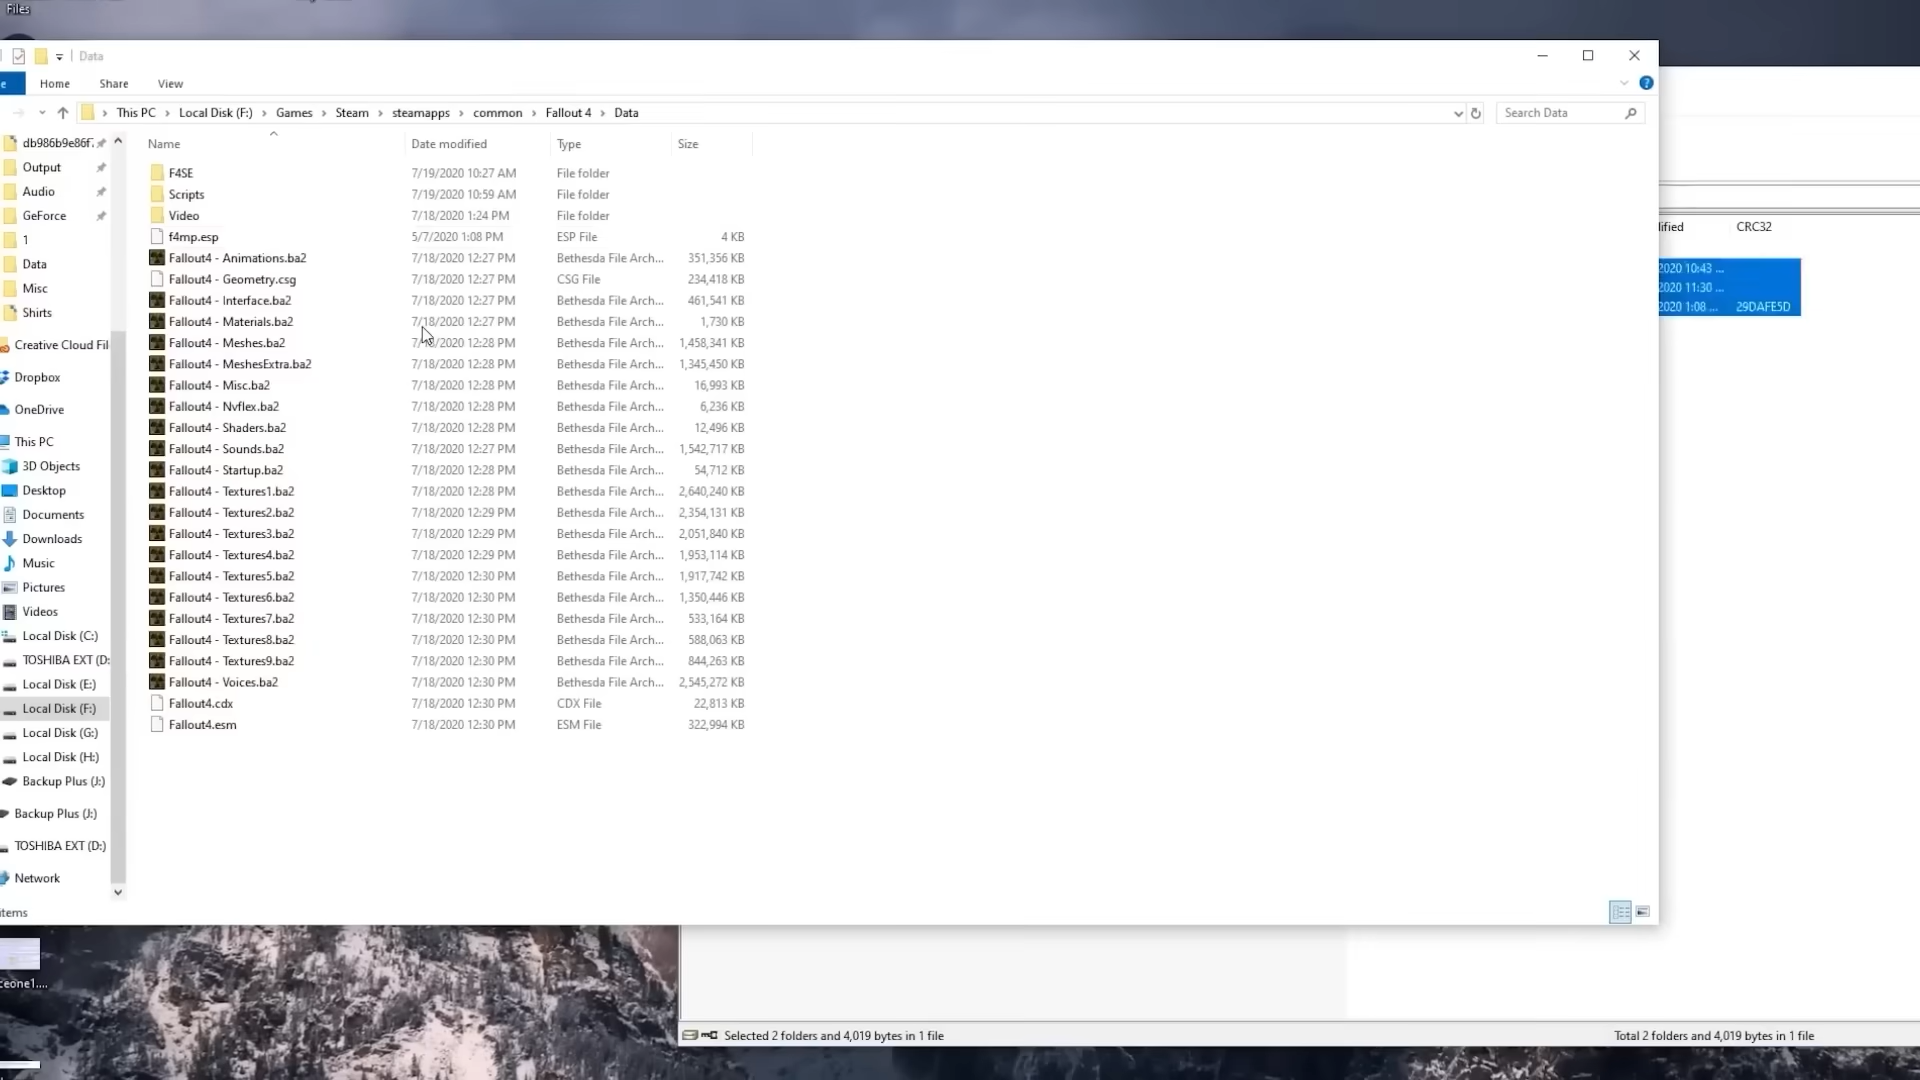 Files
Data
Home Share View
This PC › Local Disk (F:) › Games › Steam › steamapps › common › Fallout 4 › Data
Search Data
Name Date modified Type Size
F4SE 7/19/2020 10:27 AM File folder
Scripts 7/19/2020 10:59 AM File folder
Video 7/18/2020 1:24 PM File folder
f4mp.esp 5/7/2020 1:08 PM ESP File 4 KB
Fallout4 - Animations.ba2 7/18/2020 12:27 PM Bethesda File Arch... 351,356 KB
Fallout4 - Geometry.csg 7/18/2020 12:27 PM CSG File 234,418 KB
Fallout4 - Interface.ba2 7/18/2020 12:27 PM Bethesda File Arch... 461,541 KB
Fallout4 - Materials.ba2 7/18/2020 12:27 PM Bethesda File Arch... 1,730 KB
Fallout4 - Meshes.ba2 7/18/2020 12:28 PM Bethesda File Arch... 1,458,341 KB
Fallout4 - MeshesExtra.ba2 7/18/2020 12:28 PM Bethesda File Arch... 1,345,450 KB
Fallout4 - Misc.ba2 7/18/2020 12:28 PM Bethesda File Arch... 16,993 KB
Fallout4 - Nvflex.ba2 7/18/2020 12:28 PM Bethesda File Arch... 6,236 KB
Fallout4 - Shaders.ba2 7/18/2020 12:28 PM Bethesda File Arch... 12,496 KB
Fallout4 - Sounds.ba2 7/18/2020 12:27 PM Bethesda File Arch... 1,542,717 KB
Fallout4 - Startup.ba2 7/18/2020 12:28 PM Bethesda File Arch... 54,712 KB
Fallout4 - Textures1.ba2 7/18/2020 12:28 PM Bethesda File Arch... 2,640,240 KB
Fallout4 - Textures2.ba2 7/18/2020 12:29 PM Bethesda File Arch... 2,354,131 KB
Fallout4 - Textures3.ba2 7/18/2020 12:29 PM Bethesda File Arch... 2,051,840 KB
Fallout4 - Textures4.ba2 7/18/2020 12:29 PM Bethesda File Arch... 1,953,114 KB
Fallout4 - Textures5.ba2 7/18/2020 12:30 PM Bethesda File Arch... 1,917,742 KB
Fallout4 - Textures6.ba2 7/18/2020 12:30 PM Bethesda File Arch... 1,350,446 KB
Fallout4 - Textures7.ba2 7/18/2020 12:30 PM Bethesda File Arch... 533,164 KB
Fallout4 - Textures8.ba2 7/18/2020 12:30 PM Bethesda File Arch... 588,063 KB
Fallout4 - Textures9.ba2 7/18/2020 12:30 PM Bethesda File Arch... 844,263 KB
Fallout4 - Voices.ba2 7/18/2020 12:30 PM Bethesda File Arch... 2,545,272 KB
Fallout4.cdx 7/18/2020 12:30 PM CDX File 22,813 KB
Fallout4.esm 7/18/2020 12:30 PM ESM File 322,994 KB
db986b9e86f7
Output
Audio
GeForce
1
Data
Misc
Shirts
Creative Cloud Fil
Dropbox
OneDrive
This PC
3D Objects
Desktop
Documents
Downloads
Music
Pictures
Videos
Local Disk (C:)
TOSHIBA EXT (D:
Local Disk (E:)
Local Disk (F:)
Local Disk (G:)
Local Disk (H:)
Backup Plus (J:)
Backup Plus (J:)
TOSHIBA EXT (D:)
Network
items
ified CRC32
2020 10:43 ...
2020 11:30 ...
2020 1:08 ... 29DAFE5D
ceone1....
Selected 2 folders and 4,019 bytes in 1 file
Total 2 folders and 4,019 bytes in 1 file